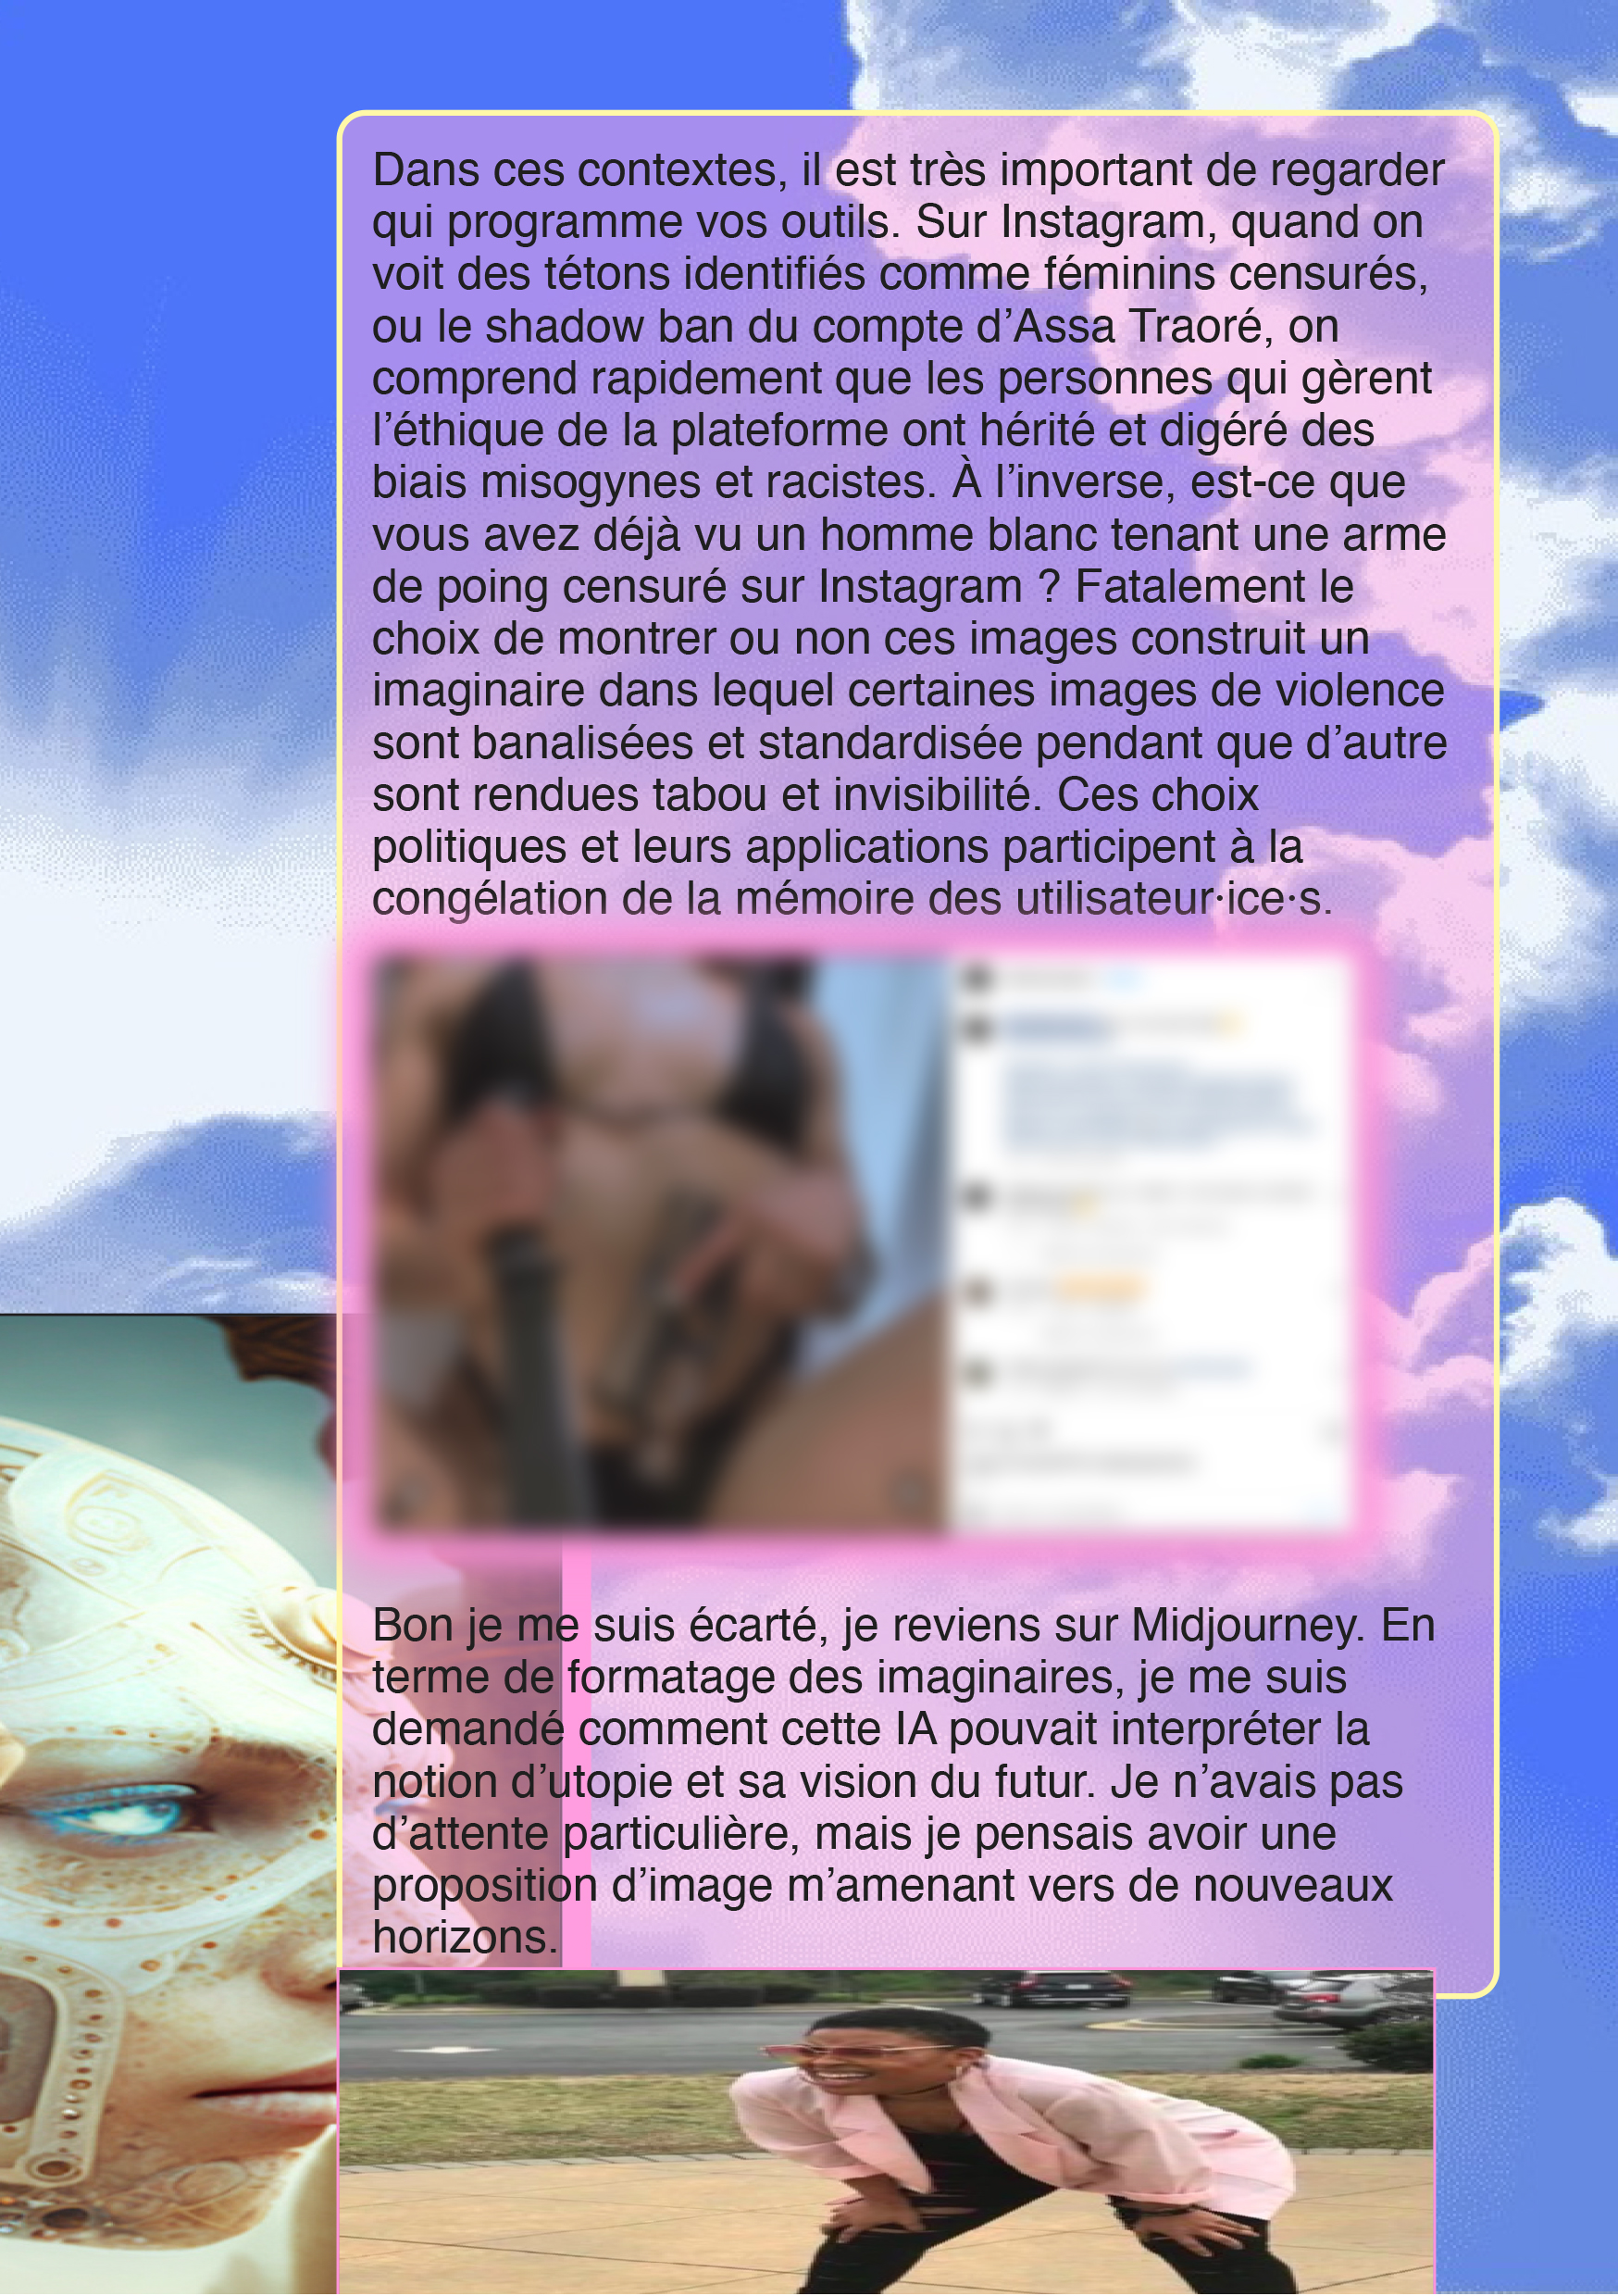 Dans ces contextes, il est très important de regarder
qui programme vos outils. Sur Instagram, quand on
voit des tétons identifiés comme féminins censurés,
ou le shadow ban du compte d’Assa Traoré, on
comprend rapidement que les personnes qui gèrent
l’éthique de la plateforme ont hérité et digéré des
biais misogynes et racistes. À l’inverse, est-ce que
vous avez déjà vu un homme blanc tenant une arme
de poing censuré sur Instagram ? Fatalement le
choix de montrer ou non ces images construit un
imaginaire dans lequel certaines images de violence
sont banalisées et standardisée pendant que d’autre
sont rendues tabou et invisibilité. Ces choix
politiques et leurs applications participent à la
congélation de la mémoire des utilisateur·ice·s.
Bon je me suis écarté, je reviens sur Midjourney. En
terme de formatage des imaginaires, je me suis
demandé comment cette IA pouvait interpréter la
notion d’utopie et sa vision du futur. Je n’avais pas
d’attente particulière, mais je pensais avoir une
proposition d’image m’amenant vers de nouveaux
horizons.